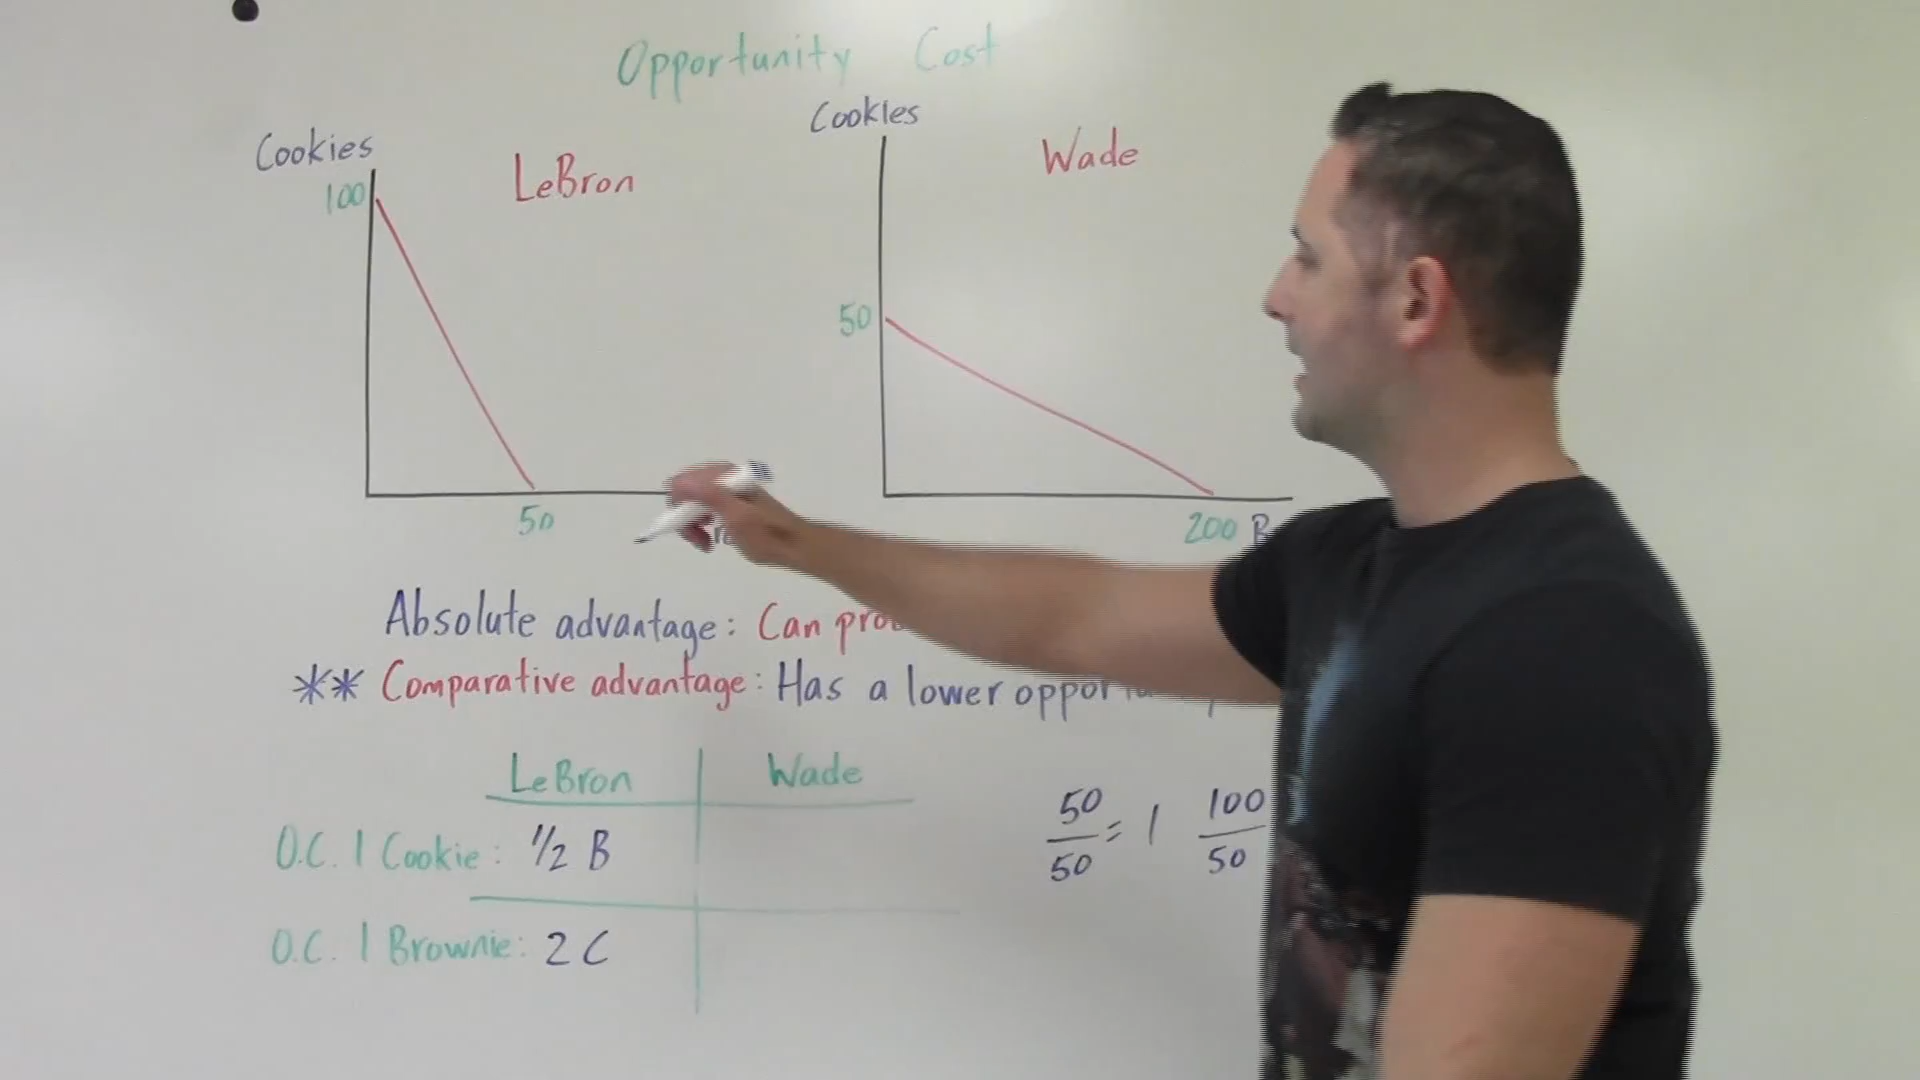 Opportunity Cost
Cookies
100
LeBron
50
Cookies
50
Wade
200 B
Absolute advantage: Can
** Comparative advantage: Has a lower
LeBron
Wade
O.C. 1 Cookie: 1/2 B
O.C. 1 Brownie: 2 C
50/50 = 1
100/50